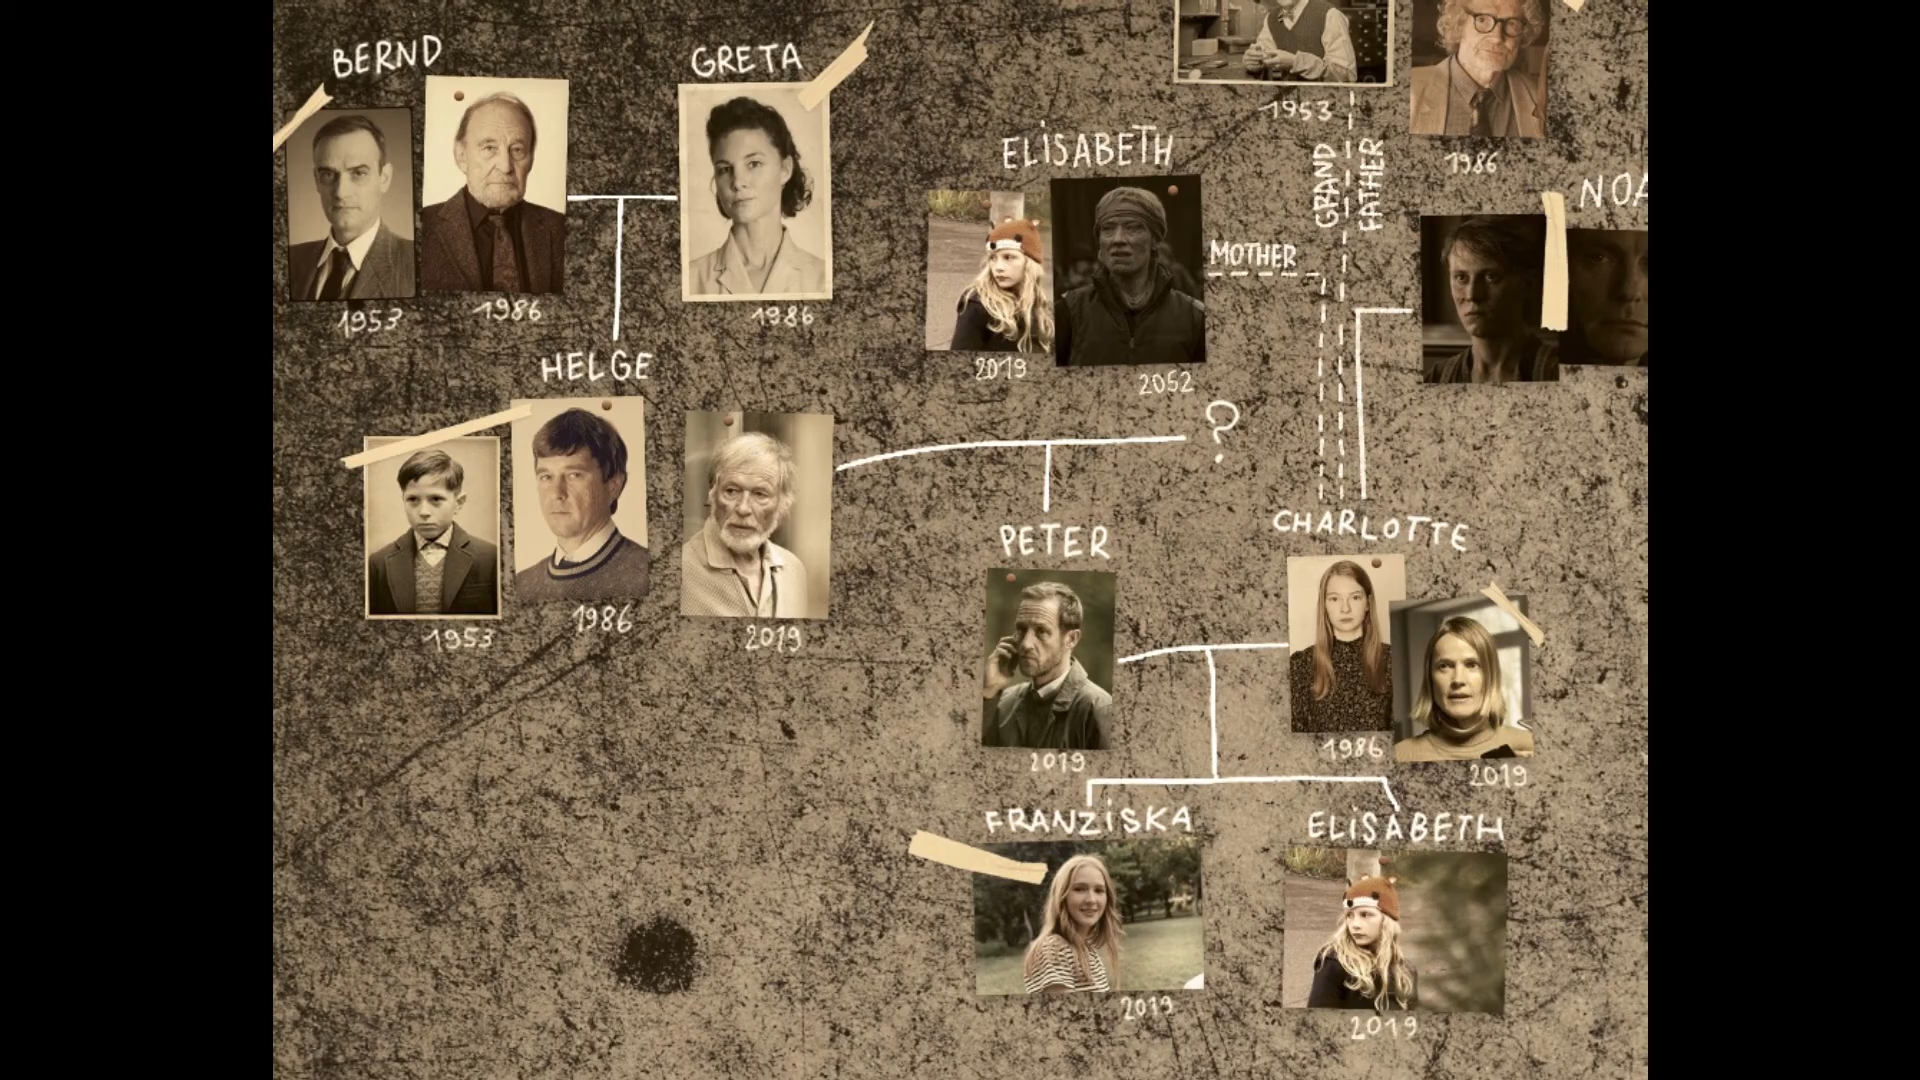 BERND
GRETA
1953
1986
ELISABETH
GRAND
FATHER
NOA
MOTHER
1953
1986
1986
2019
2052
HELGE
?
PETER
CHARLOTTE
1953
1986
2019
2019
1986
2019
FRANZISKA
ELISABETH
2019
2019